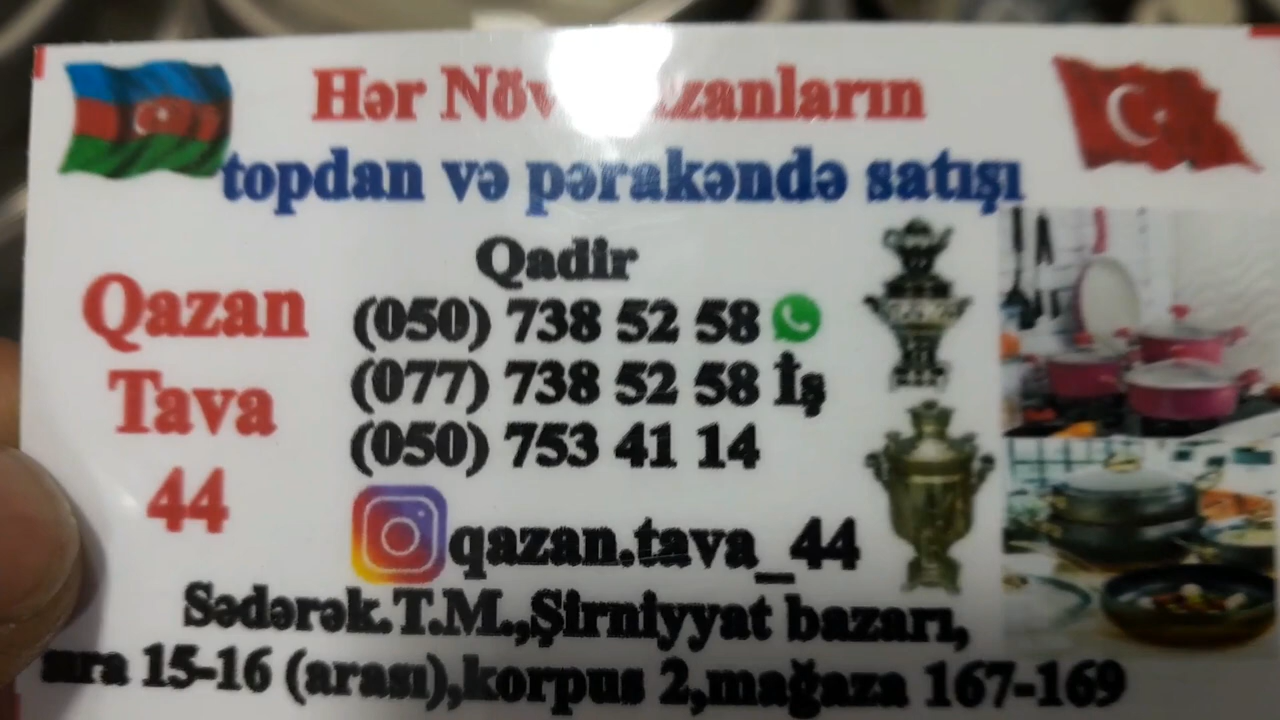 Hər Növ
topdan və pərakəndə satışı
Qadir
Qazan
Tava
44
(050) 738 52 58
(077) 738 52 58 İş
(050) 753 41 14
qazan.tava_44
Sədərək.T.M.,Şirniyyat bazarı,
15-16 (arası),korpus 2,mağaza 167-169